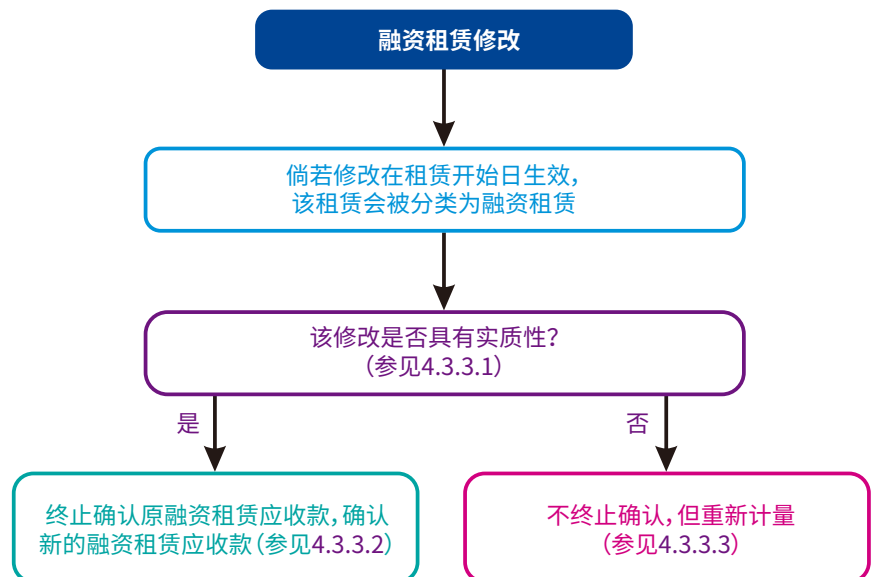 融资租赁修改
倘若修改在租赁开始日生效，
该租赁会被分类为融资租赁
该修改是否具有实质性？
（参见4.3.3.1）
是
否
终止确认原融资租赁应收款，确认
新的融资租赁应收款（参见4.3.3.2）
不终止确认，但重新计量
（参见4.3.3.3）